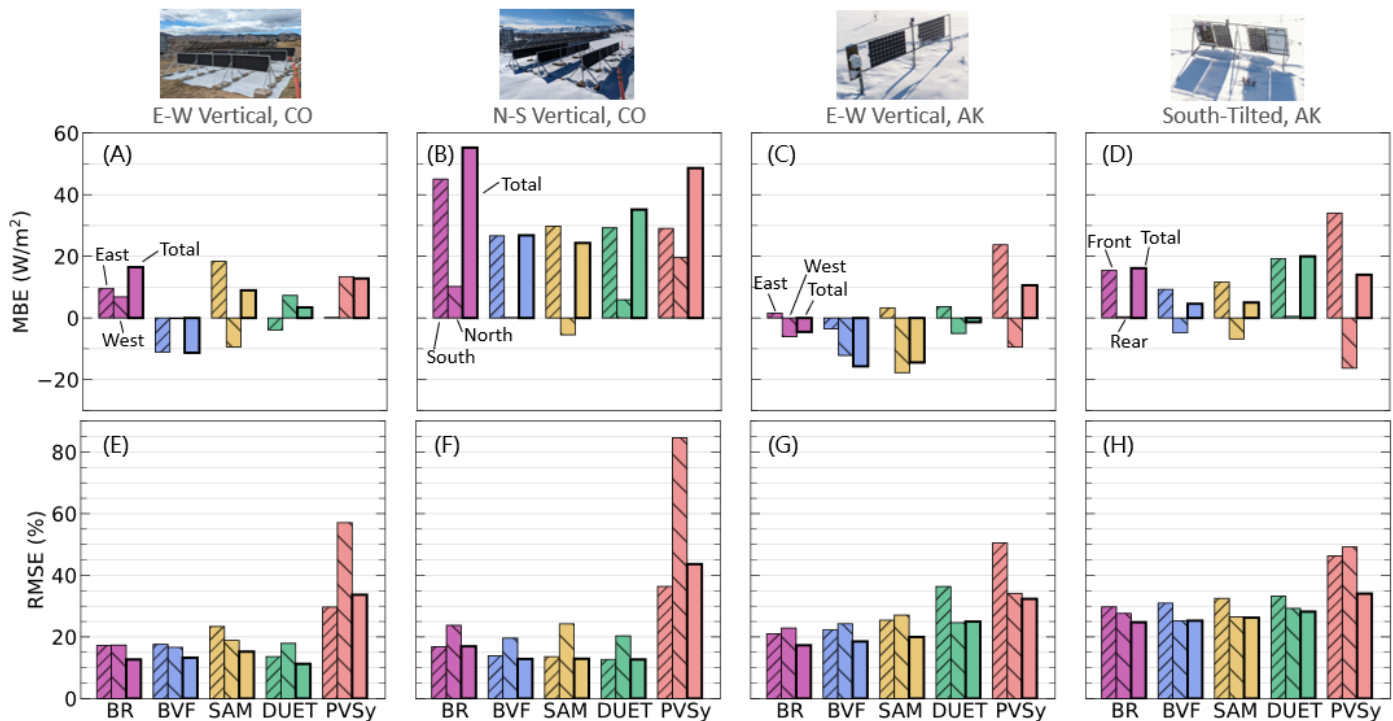 E-W Vertical, CO
N-S Vertical, CO
E-W Vertical, AK
South-Tilted, AK
MBE (W/m²)
60
40
20
0
−20
(A)
East
Total
West
(B)
Total
North
South
(C)
West
East
Total
(D)
Front
Total
Rear
RMSE (%)
80
60
40
20
0
(E)
(F)
(G)
(H)
BR BVF SAM DUET PVSy
BR BVF SAM DUET PVSy
BR BVF SAM DUET PVSy
BR BVF SAM DUET PVSy